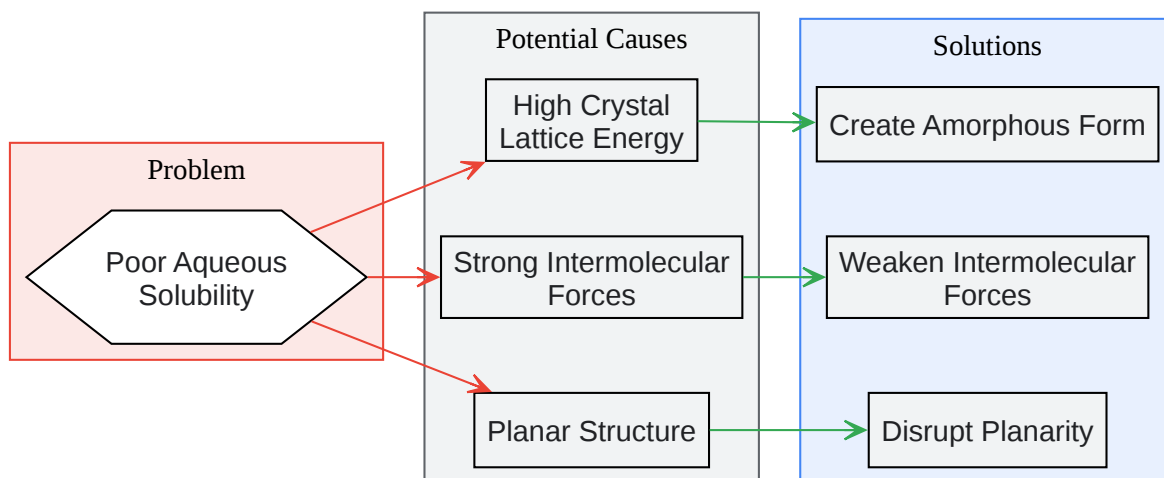 Problem
Poor Aqueous
Solubility
Potential Causes
High Crystal
Lattice Energy
Strong Intermolecular
Forces
Planar Structure
Solutions
Create Amorphous Form
Weaken Intermolecular
Forces
Disrupt Planarity